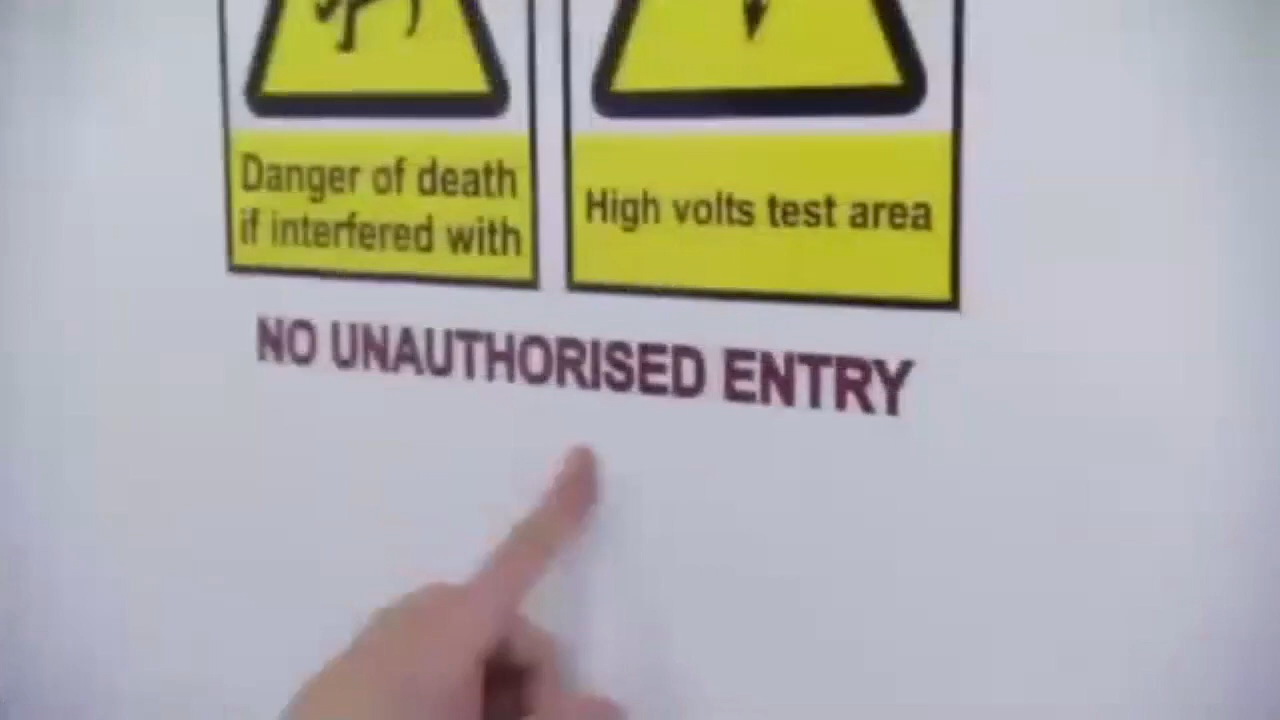 Danger of death
if interfered with
High volts test area
NO UNAUTHORISED ENTRY